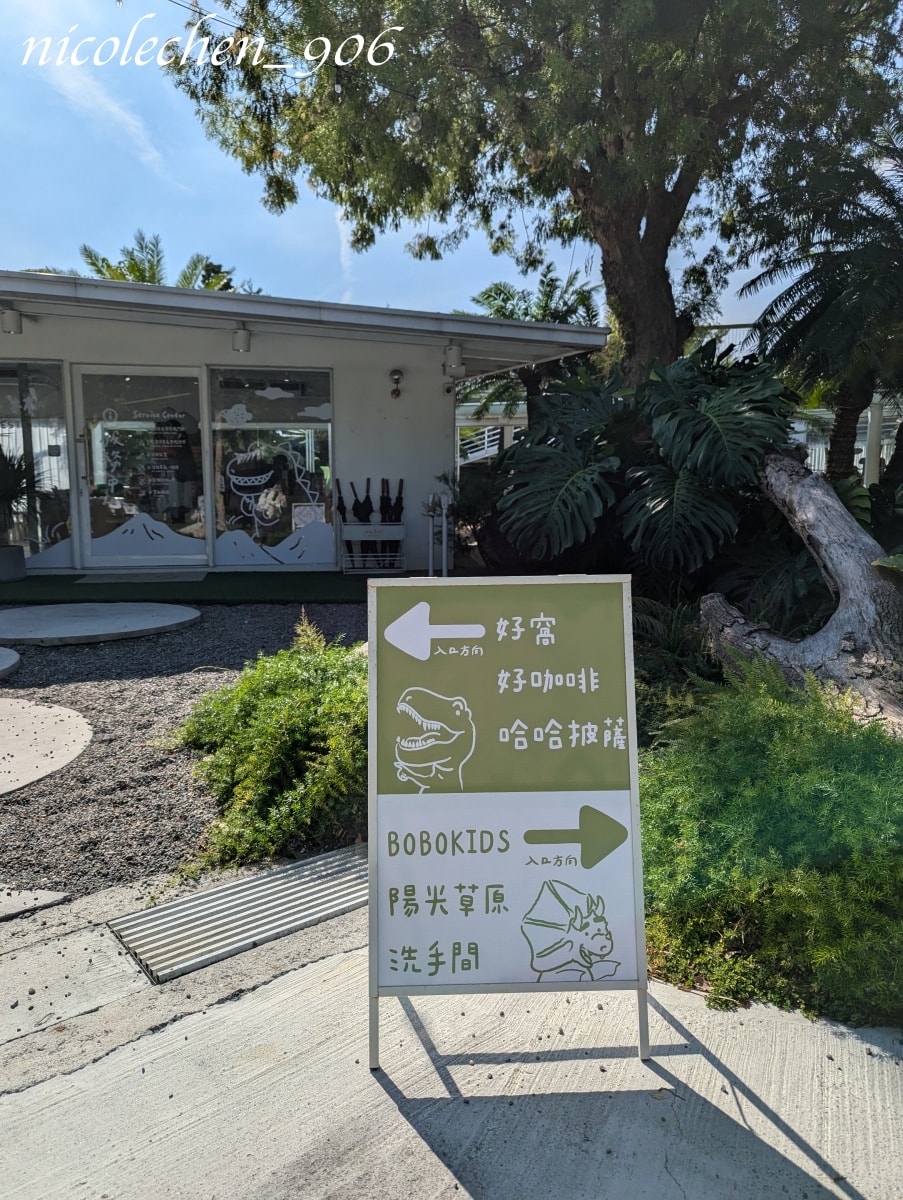 nicolechen_906
Service Center
入口方向
好窩
好咖啡
哈哈披薩
BOBOKIDS
入口方向
陽光草原
洗手間